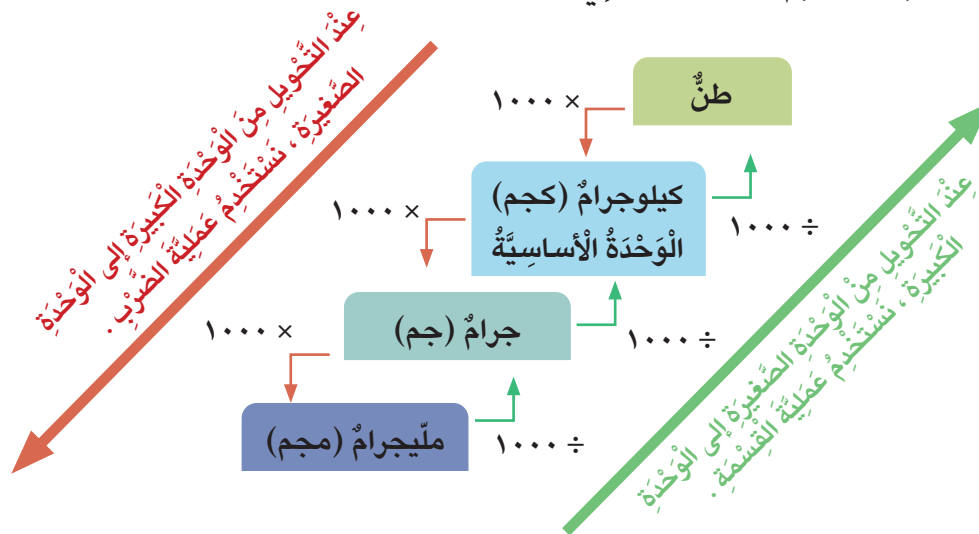 عِنْدَ التَّحْوِيلِ مِنَ الْوَحْدَةِ الْكَبِيرَةِ إِلى الْوَحْدَةِ
الصَّغِيرَةِ ، نَسْتَخْدِمُ عَمَلِيَّةَ الضَّرْبِ .
طنٌّ
× ١٠٠٠
كيلوجرامٌ (كجم)
الْوَحْدَةُ الْأَساسِيَّةُ
÷ ١٠٠٠
× ١٠٠٠
جرامٌ (جم)
÷ ١٠٠٠
× ١٠٠٠
ملّيجرامٌ (مجم)
÷ ١٠٠٠
عِنْدَ التَّحْوِيلِ مِنْ الْوَحْدَةِ الصَّغِيرَةِ إِلى الْوَحْدَةِ
الْكَبِيرَةِ ، نَسْتَخْدِمُ عَمَلِيَّةَ الْقِسْمَةِ .